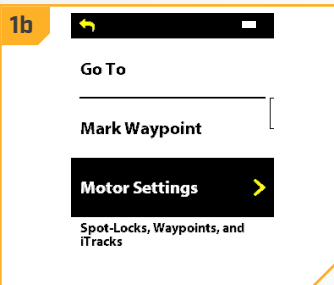 1b
Go To
Mark Waypoint
Motor Settings
Spot-Locks, Waypoints, and
iTracks